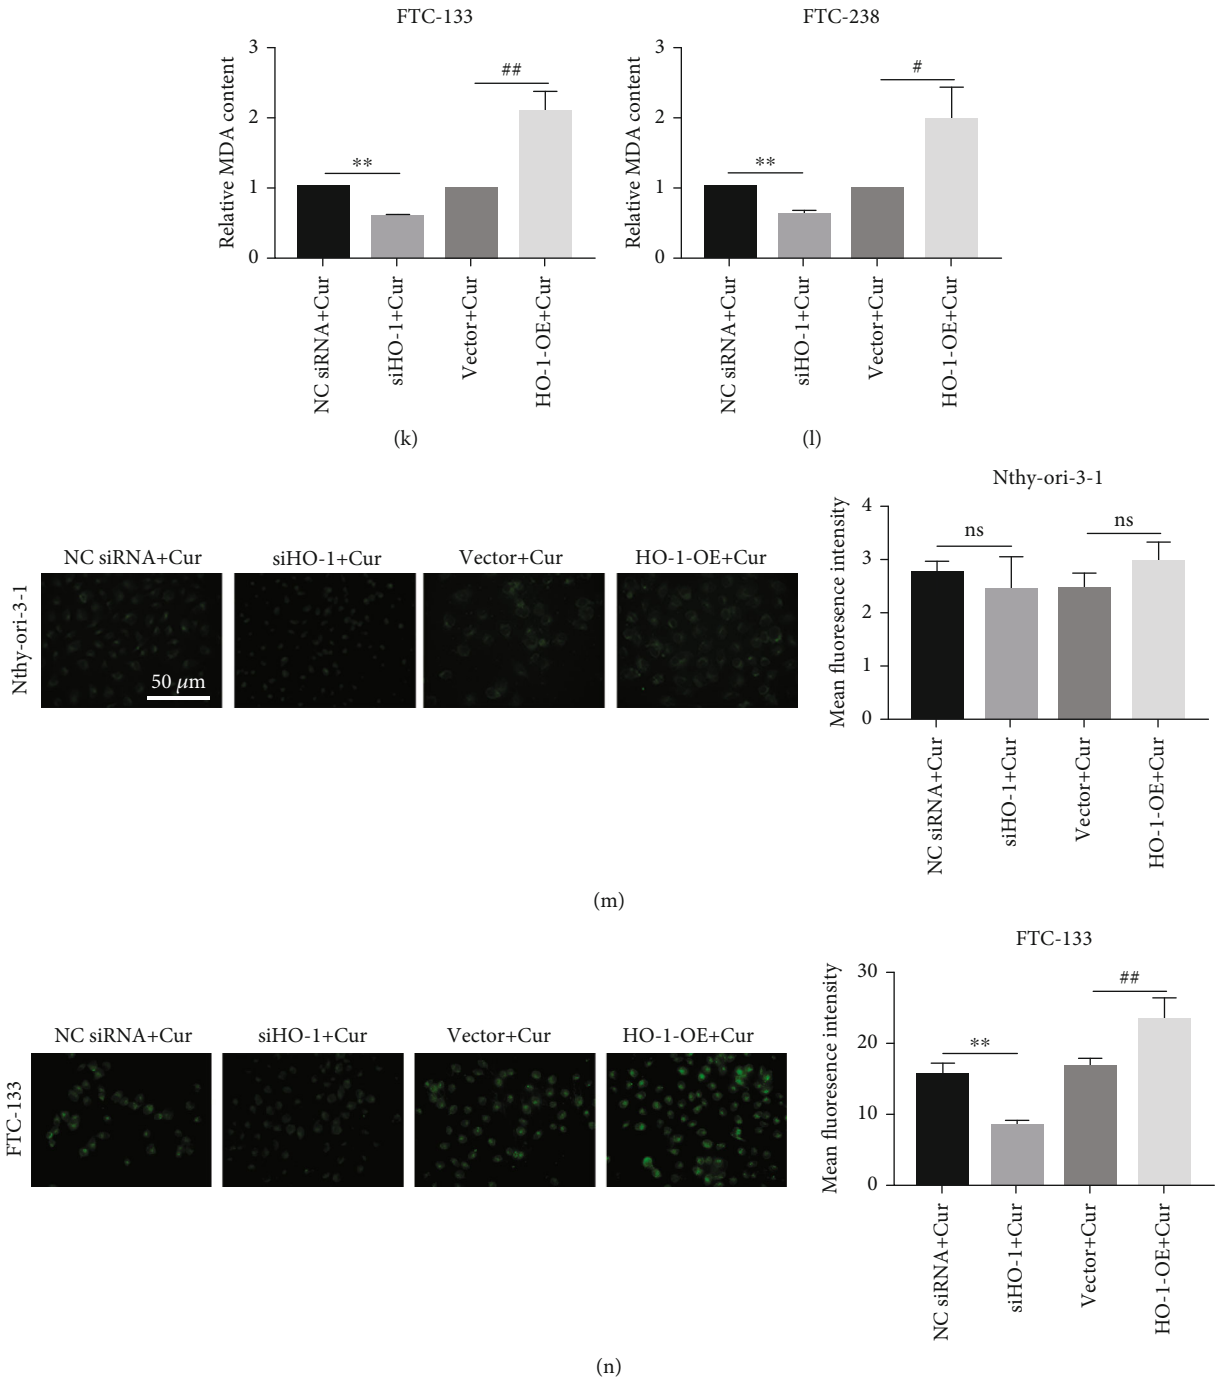 FTC-133
3
2
1
0
Relative MDA content
**
##
NC siRNA+Cur
siHO-1+Cur
Vector+Cur
HO-1-OE+Cur
(k)
FTC-238
3
2
1
0
Relative MDA content
**
#
NC siRNA+Cur
siHO-1+Cur
Vector+Cur
HO-1-OE+Cur
(l)
NC siRNA+Cur
siHO-1+Cur
Vector+Cur
HO-1-OE+Cur
Nthy-ori-3-1
50 μm
Nthy-ori-3-1
4
3
2
1
0
Mean fluoresence intensity
ns
ns
NC siRNA+Cur
siHO-1+Cur
Vector+Cur
HO-1-OE+Cur
(m)
NC siRNA+Cur
siHO-1+Cur
Vector+Cur
HO-1-OE+Cur
FTC-133
FTC-133
30
20
10
0
Mean fluoresence intensity
**
##
NC siRNA+Cur
siHO-1+Cur
Vector+Cur
HO-1-OE+Cur
(n)